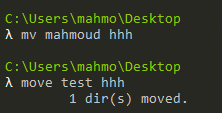 C:\Users\mahmo\Desktop
λ mv mahmoud hhh
C:\Users\mahmo\Desktop
λ move test hhh
        1 dir(s) moved.